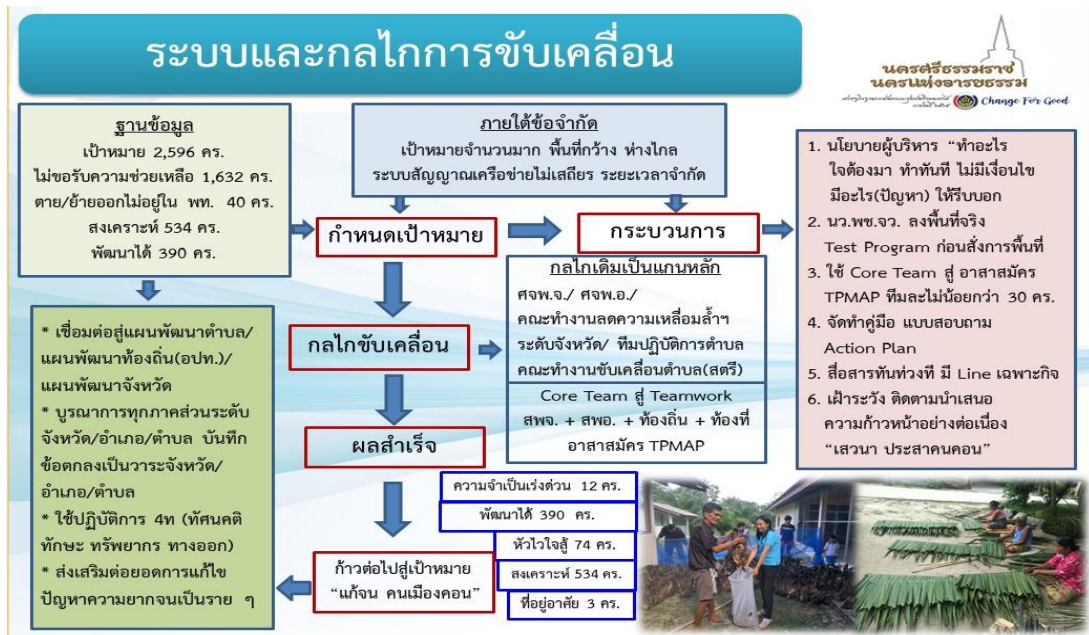 ระบบและกลไกการขับเคลื่อน
นครศรีธรรมราช
นครแห่งอารยธรรม
Change For Good
ฐานข้อมูล
เป้าหมาย 2,596 คร.
ไม่ขอรับความช่วยเหลือ 1,632 คร.
ตาย/ย้ายออกไม่อยู่ใน พท. 40 คร.
สงเคราะห์ 534 คร.
พัฒนาได้ 390 คร.
ภายใต้ข้อจำกัด
เป้าหมายจำนวนมาก พื้นที่กว้าง ห่างไกล
ระบบสัญญาณเครือข่ายไม่เสถียร ระยะเวลาจำกัด
กำหนดเป้าหมาย
กระบวนการ
1. นโยบายผู้บริหาร “ทำอะไร
ใจต้องมา ทำทันที ไม่มีเงื่อนไข
มีอะไร(ปัญหา) ให้รีบบอก
2. นว.พช.จว. ลงพื้นที่จริง
Test Program ก่อนสั่งการพื้นที่
3. ใช้ Core Team สู่ อาสาสมัคร
TPMAP ทีมละไม่น้อยกว่า 30 คร.
4. จัดทำคู่มือ แบบสอบถาม
Action Plan
5. สื่อสารทันท่วงที มี Line เฉพาะกิจ
6. เฝ้าระวัง ติดตามนำเสนอ
ความก้าวหน้าอย่างต่อเนื่อง
“เสวนา ประสาคนคอน”
กลไกขับเคลื่อน
กลไกเดิมเป็นแกนหลัก
ศจพ.จ./ ศจพ.อ./
คณะทำงานลดความเหลื่อมล้ำฯ
ระดับจังหวัด/ ทีมปฏิบัติการตำบล
คณะทำงานขับเคลื่อนตำบล(สตรี)
Core Team สู่ Teamwork
สพจ. + สพอ. + ท้องถิ่น + ท้องที่
อาสาสมัคร TPMAP
* เชื่อมต่อสู่แผนพัฒนาตำบล/
แผนพัฒนาท้องถิ่น(อปท.)/
แผนพัฒนาจังหวัด
* บูรณาการทุกภาคส่วนระดับ
จังหวัด/อำเภอ/ตำบล บันทึก
ข้อตกลงเป็นวาระจังหวัด/
อำเภอ/ตำบล
* ใช้ปฏิบัติการ 4ท (ทัศนคติ
ทักษะ ทรัพยากร ทางออก)
* ส่งเสริมต่อยอดการแก้ไข
ปัญหาความยากจนเป็นราย ๆ
ผลสำเร็จ
ความจำเป็นเร่งด่วน 12 คร.
พัฒนาได้ 390 คร.
หัวไวใจสู้ 74 คร.
สงเคราะห์ 534 คร.
ที่อยู่อาศัย 3 คร.
ก้าวต่อไปสู่เป้าหมาย
“แก้จน คนเมืองคอน”